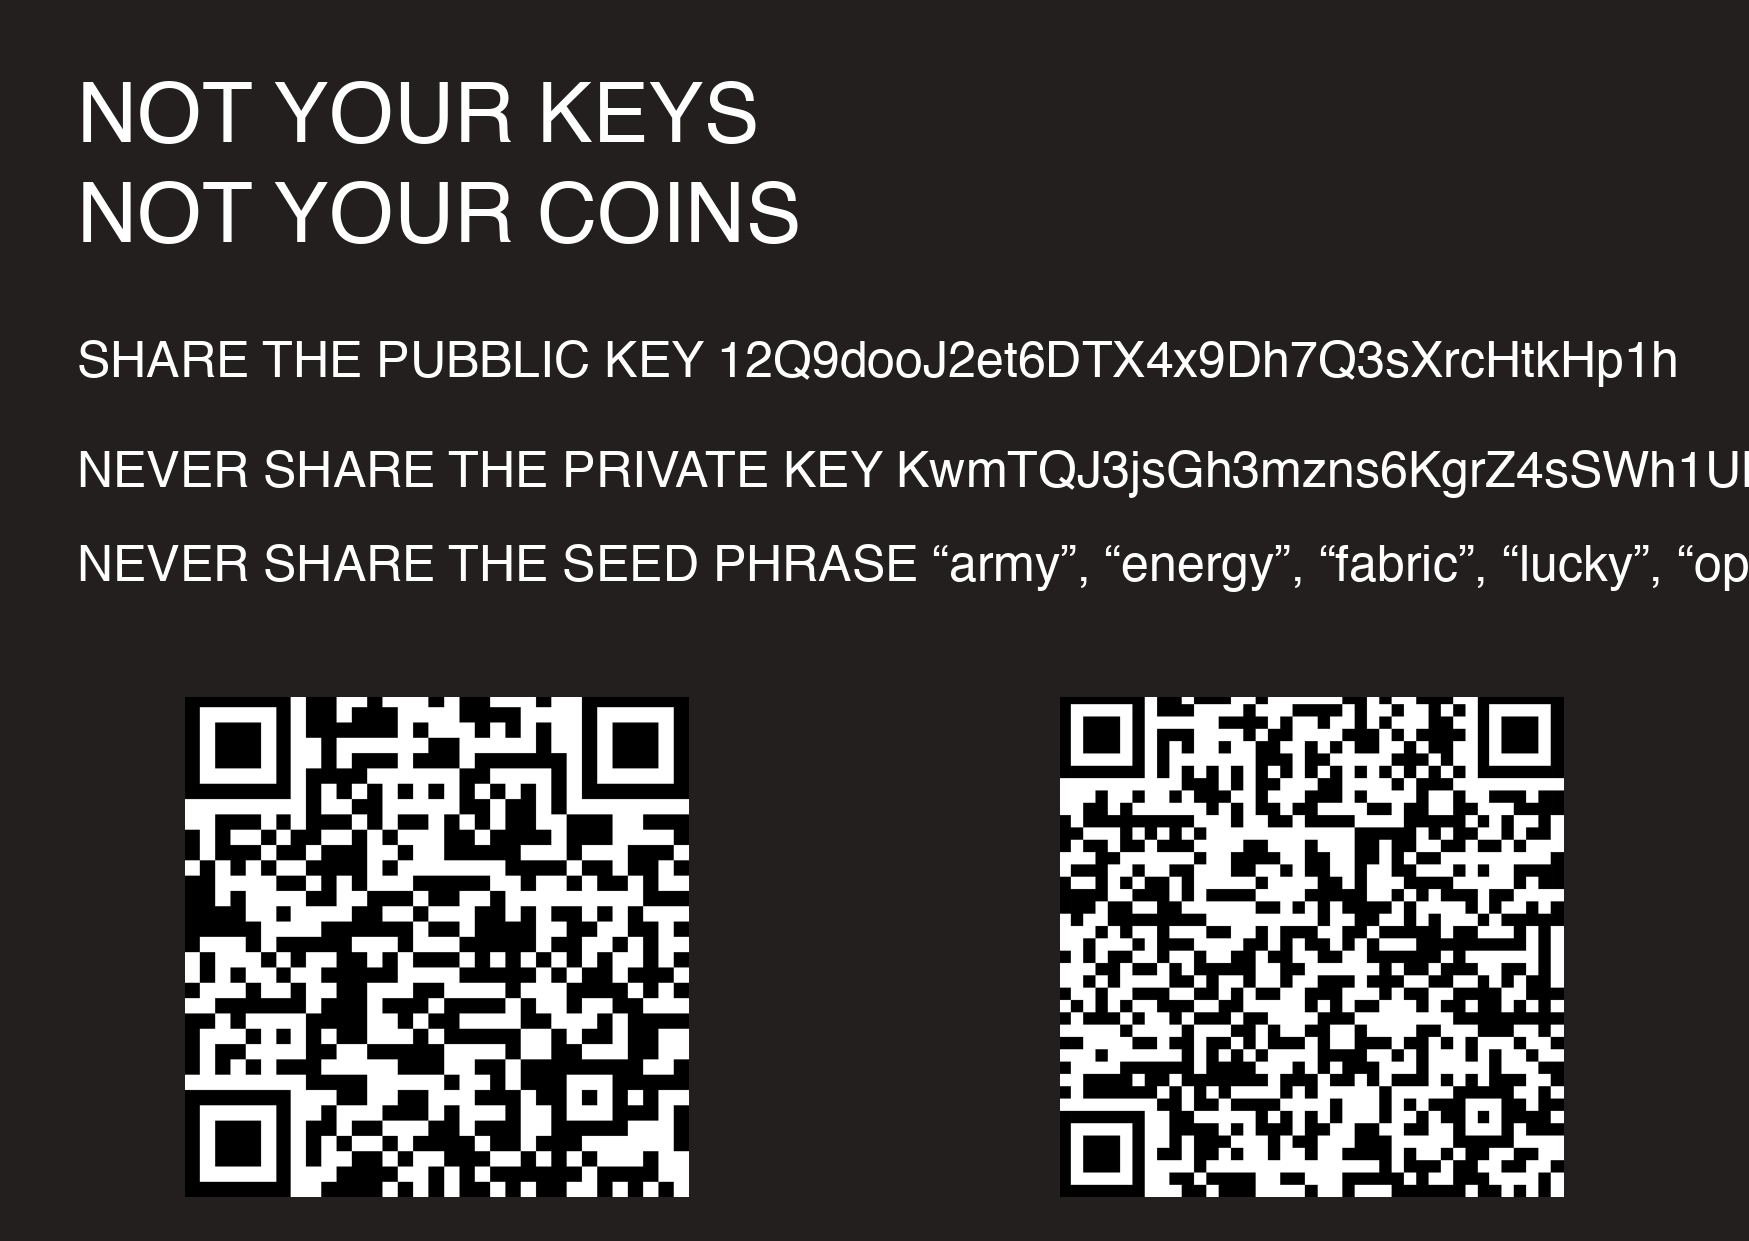 NOT YOUR KEYS
NOT YOUR COINS
SHARE THE PUBBLIC KEY 12Q9dooJ2et6DTX4x9Dh7Q3sXrcHtkHp1h
NEVER SHARE THE PRIVATE KEY KwmTQJ3jsGh3mzns6KgrZ4sSWh1U
NEVER SHARE THE SEED PHRASE “army”, “energy”, “fabric”, “lucky”, “op